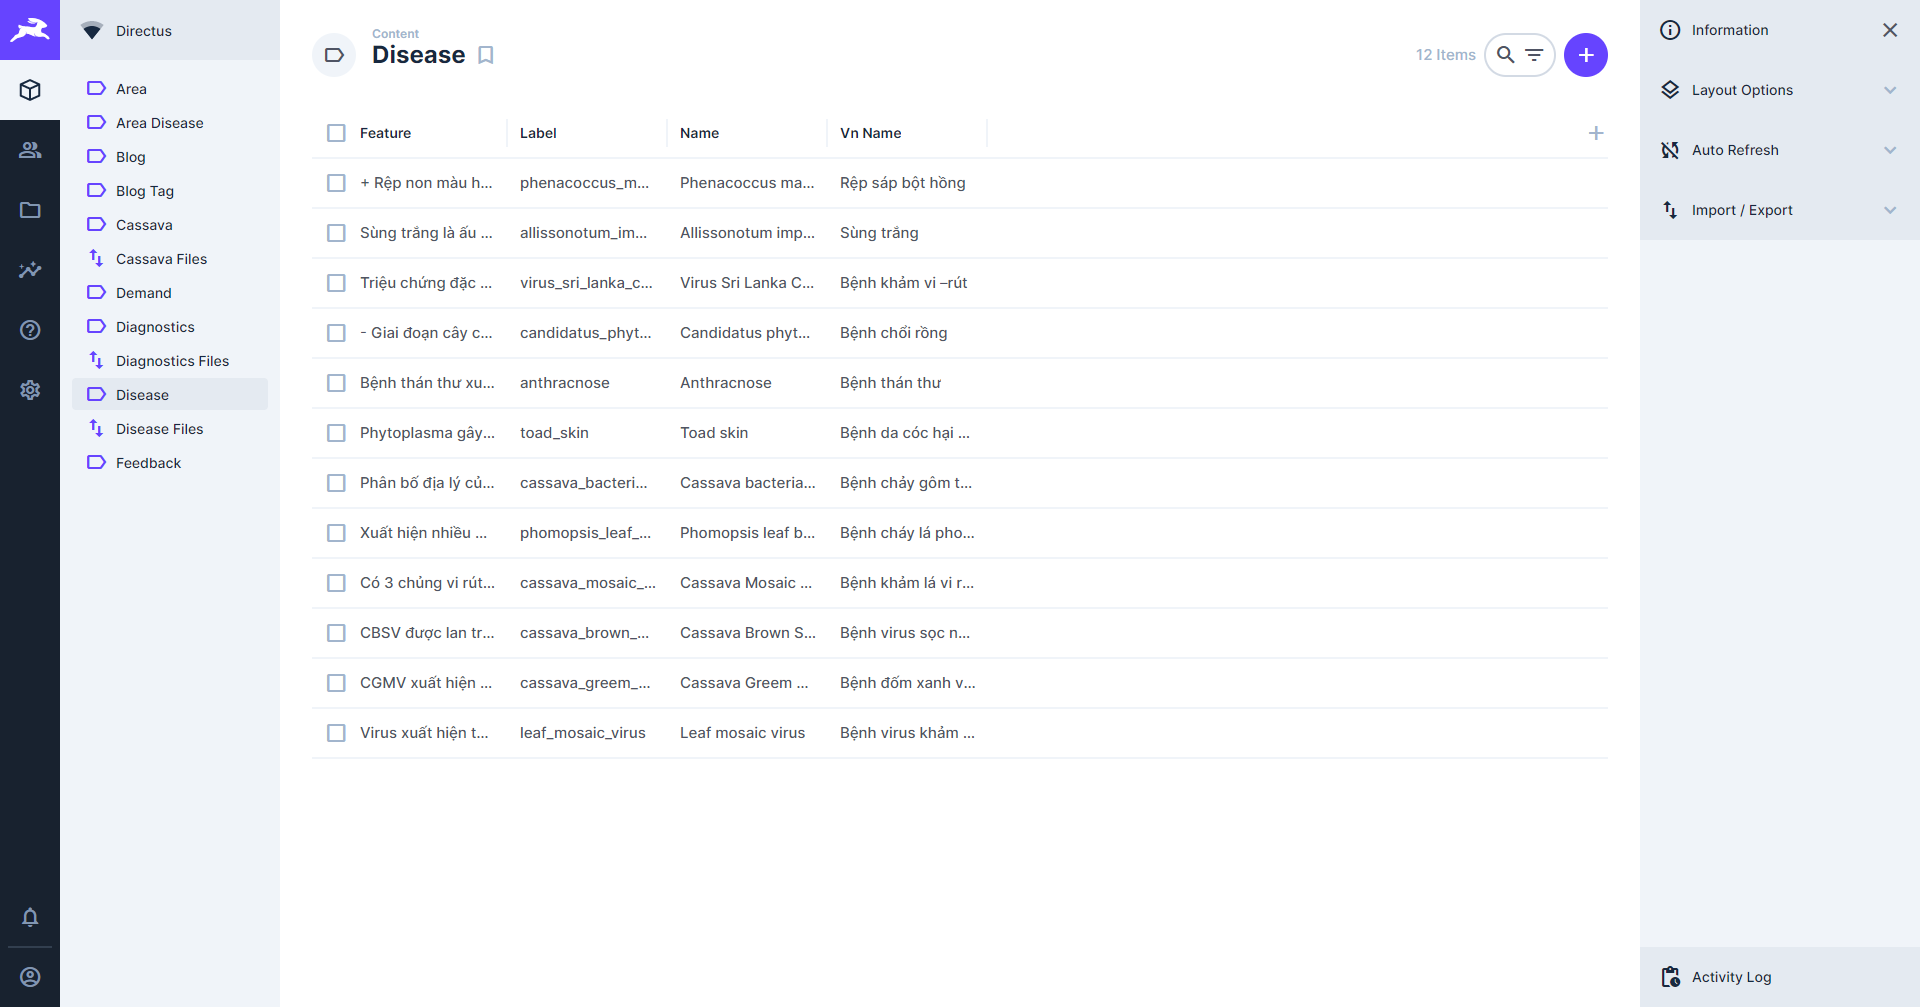 Directus
Area
Area Disease
Blog
Blog Tag
Cassava
Cassava Files
Demand
Diagnostics
Diagnostics Files
Disease
Disease Files
Feedback
Content
Disease
12 Items
Feature Label Name Vn Name
+ Rệp non màu h... phenacoccus_m... Phenacoccus ma... Rệp sáp bột hồng
Sùng trắng là ấu ... allissonotum_im... Allissonotum imp... Sùng trắng
Triệu chứng đặc ... virus_sri_lanka_c... Virus Sri Lanka C... Bệnh khảm vi –rút
- Giai đoạn cây c... candidatus_phyt... Candidatus phyt... Bệnh chổi rồng
Bệnh thán thư xu... anthracnose Anthracnose Bệnh thán thư
Phytoplasma gây... toad_skin Toad skin Bệnh da cóc hại ...
Phân bố địa lý củ... cassava_bacteri... Cassava bacteria... Bệnh chảy gôm t...
Xuất hiện nhiều ... phomopsis_leaf_... Phomopsis leaf b... Bệnh cháy lá pho...
Có 3 chủng vi rút... cassava_mosaic_... Cassava Mosaic ... Bệnh khảm lá vi r...
CBSV được lan tr... cassava_brown_... Cassava Brown S... Bệnh virus sọc n...
CGMV xuất hiện ... cassava_greem_... Cassava Greem ... Bệnh đốm xanh v...
Virus xuất hiện t... leaf_mosaic_virus Leaf mosaic virus Bệnh virus khảm ...
Information
Layout Options
Auto Refresh
Import / Export
Activity Log